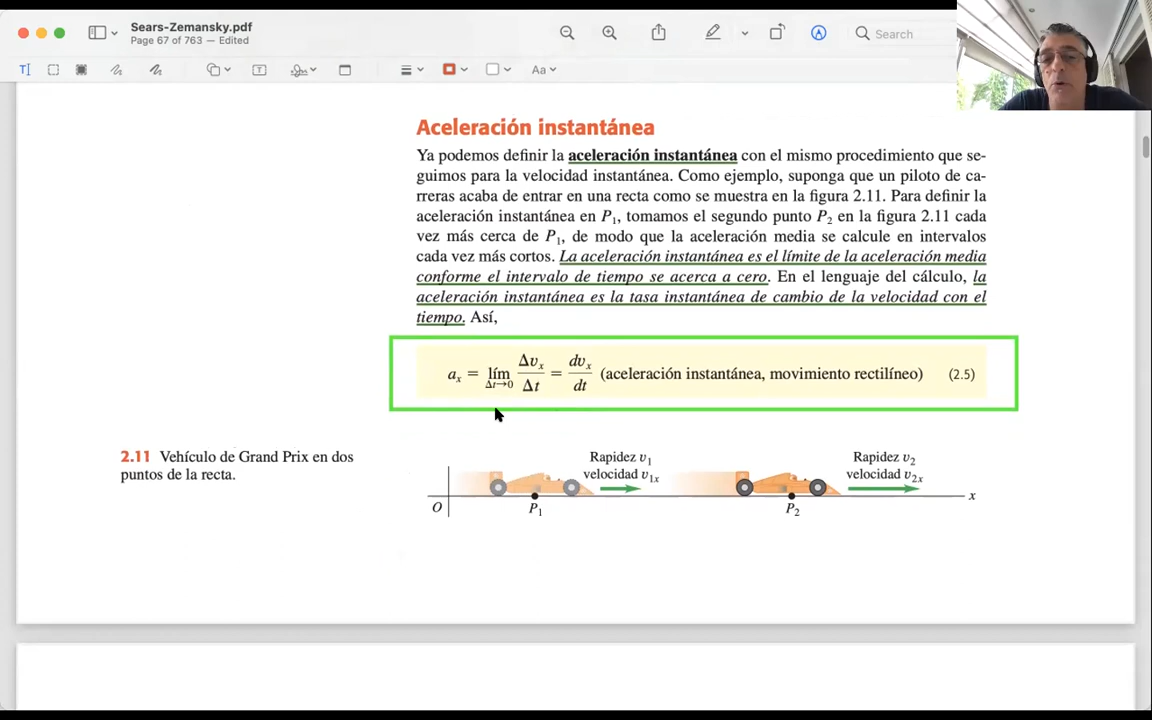 Sears-Zemansky.pdf
Page 67 of 763 — Edited
Search
Aa
Aceleración instantánea
Ya podemos definir la aceleración instantánea con el mismo procedimiento que se-
guimos para la velocidad instantánea. Como ejemplo, suponga que un piloto de ca-
rreras acaba de entrar en una recta como se muestra en la figura 2.11. Para definir la
aceleración instantánea en P₁, tomamos el segundo punto P₂ en la figura 2.11 cada
vez más cerca de P₁, de modo que la aceleración media se calcule en intervalos
cada vez más cortos. La aceleración instantánea es el límite de la aceleración media
conforme el intervalo de tiempo se acerca a cero. En el lenguaje del cálculo, la
aceleración instantánea es la tasa instantánea de cambio de la velocidad con el
tiempo. Así,
aₓ = lím Δt→0 Δvₓ/Δt = dvₓ/dt (aceleración instantánea, movimiento rectilíneo) (2.5)
2.11 Vehículo de Grand Prix en dos
puntos de la recta.
Rapidez v₁
velocidad v₁ₓ
Rapidez v₂
velocidad v₂ₓ
O
P₁
P₂
x